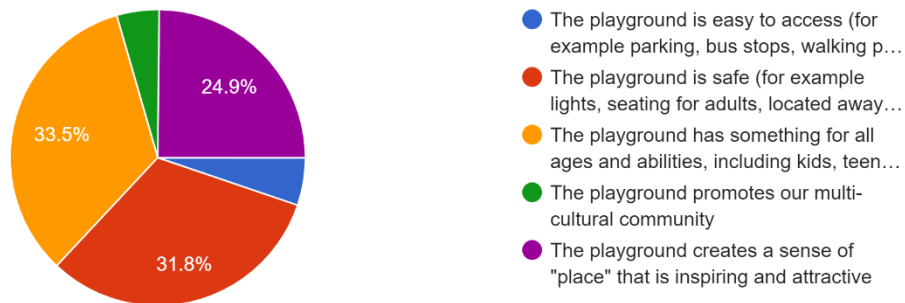 24.9%
33.5%
31.8%
The playground is easy to access (for
example parking, bus stops, walking p…
The playground is safe (for example
lights, seating for adults, located away…
The playground has something for all
ages and abilities, including kids, teen…
The playground promotes our multi-
cultural community
The playground creates a sense of
"place" that is inspiring and attractive